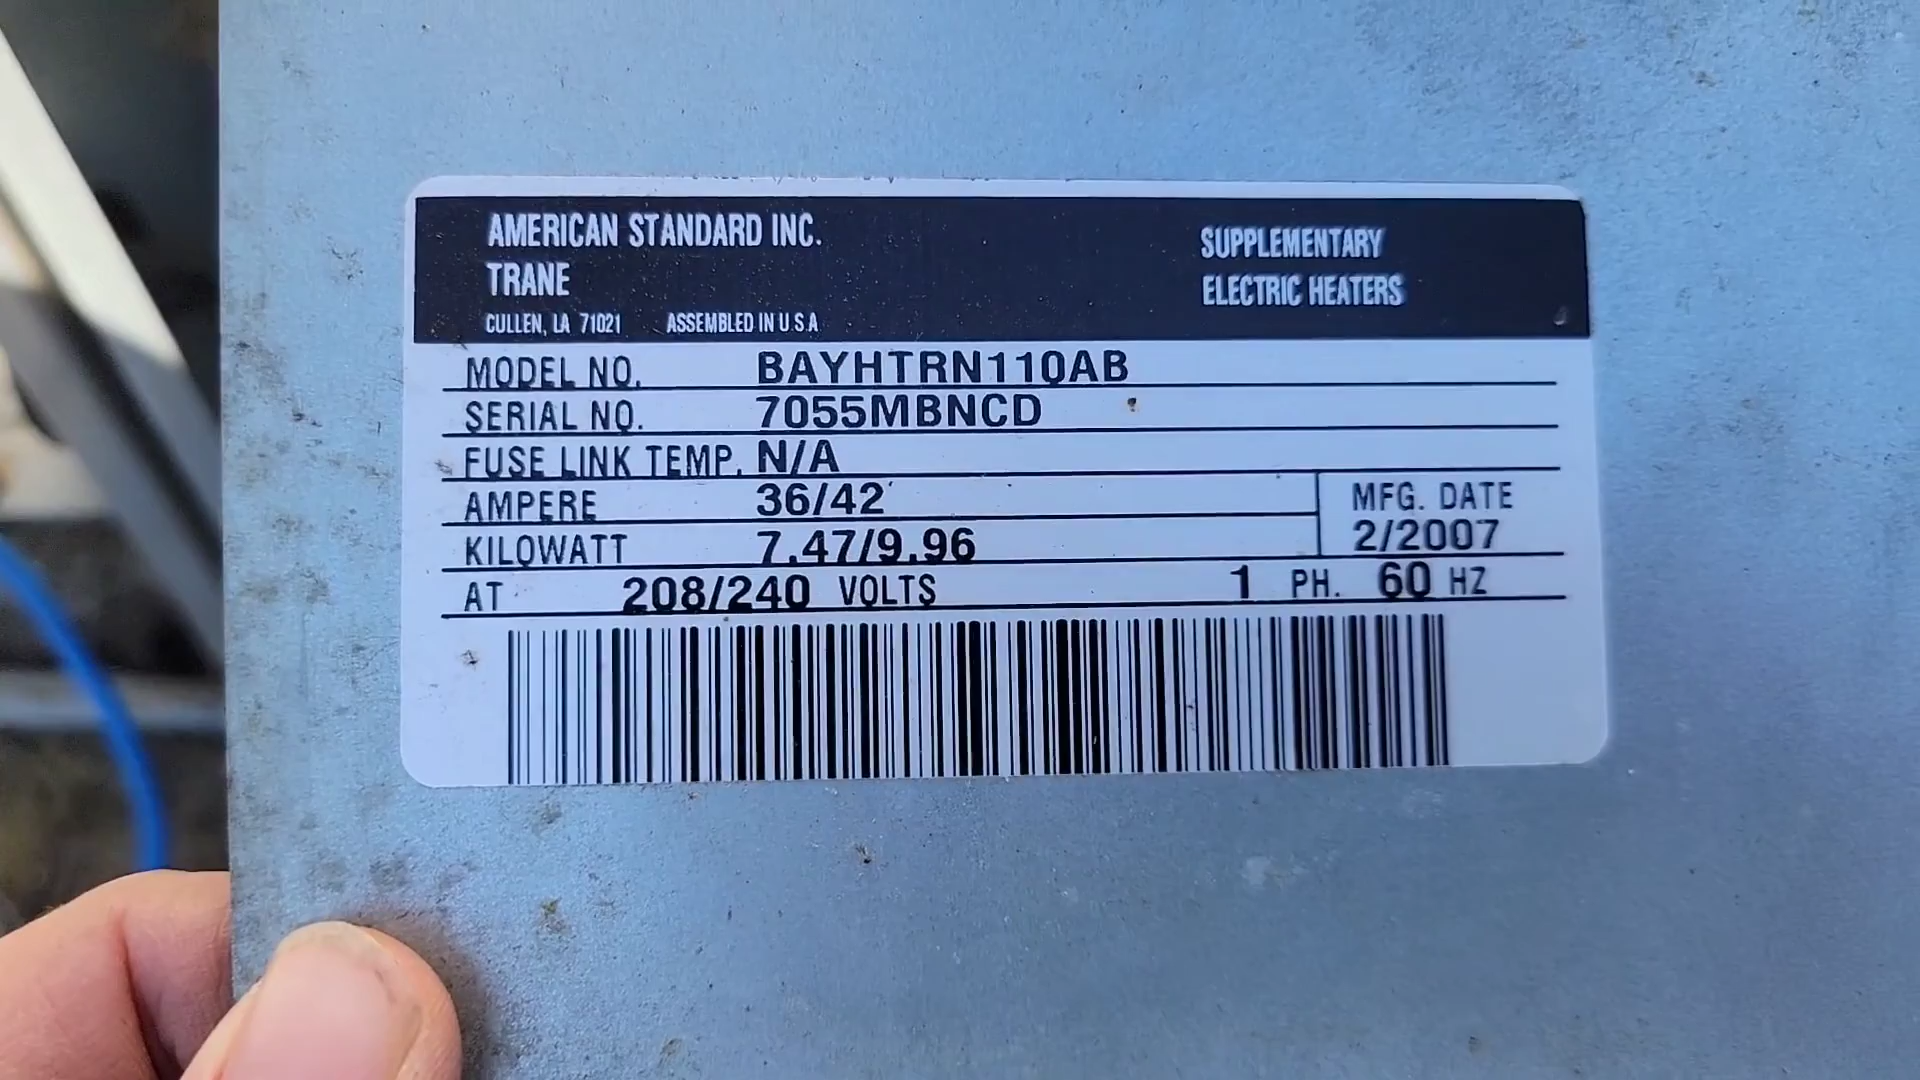 AMERICAN STANDARD INC.
TRANE
CULLEN, LA 71021 ASSEMBLED IN U S A
SUPPLEMENTARY
ELECTRIC HEATERS
MODEL NO. BAYHTRN110AB
SERIAL NO. 7055MBNCD
FUSE LINK TEMP. N/A
AMPERE 36/42
KILOWATT 7.47/9.96
MFG. DATE
2/2007
AT 208/240 VOLTS 1 PH. 60 HZ